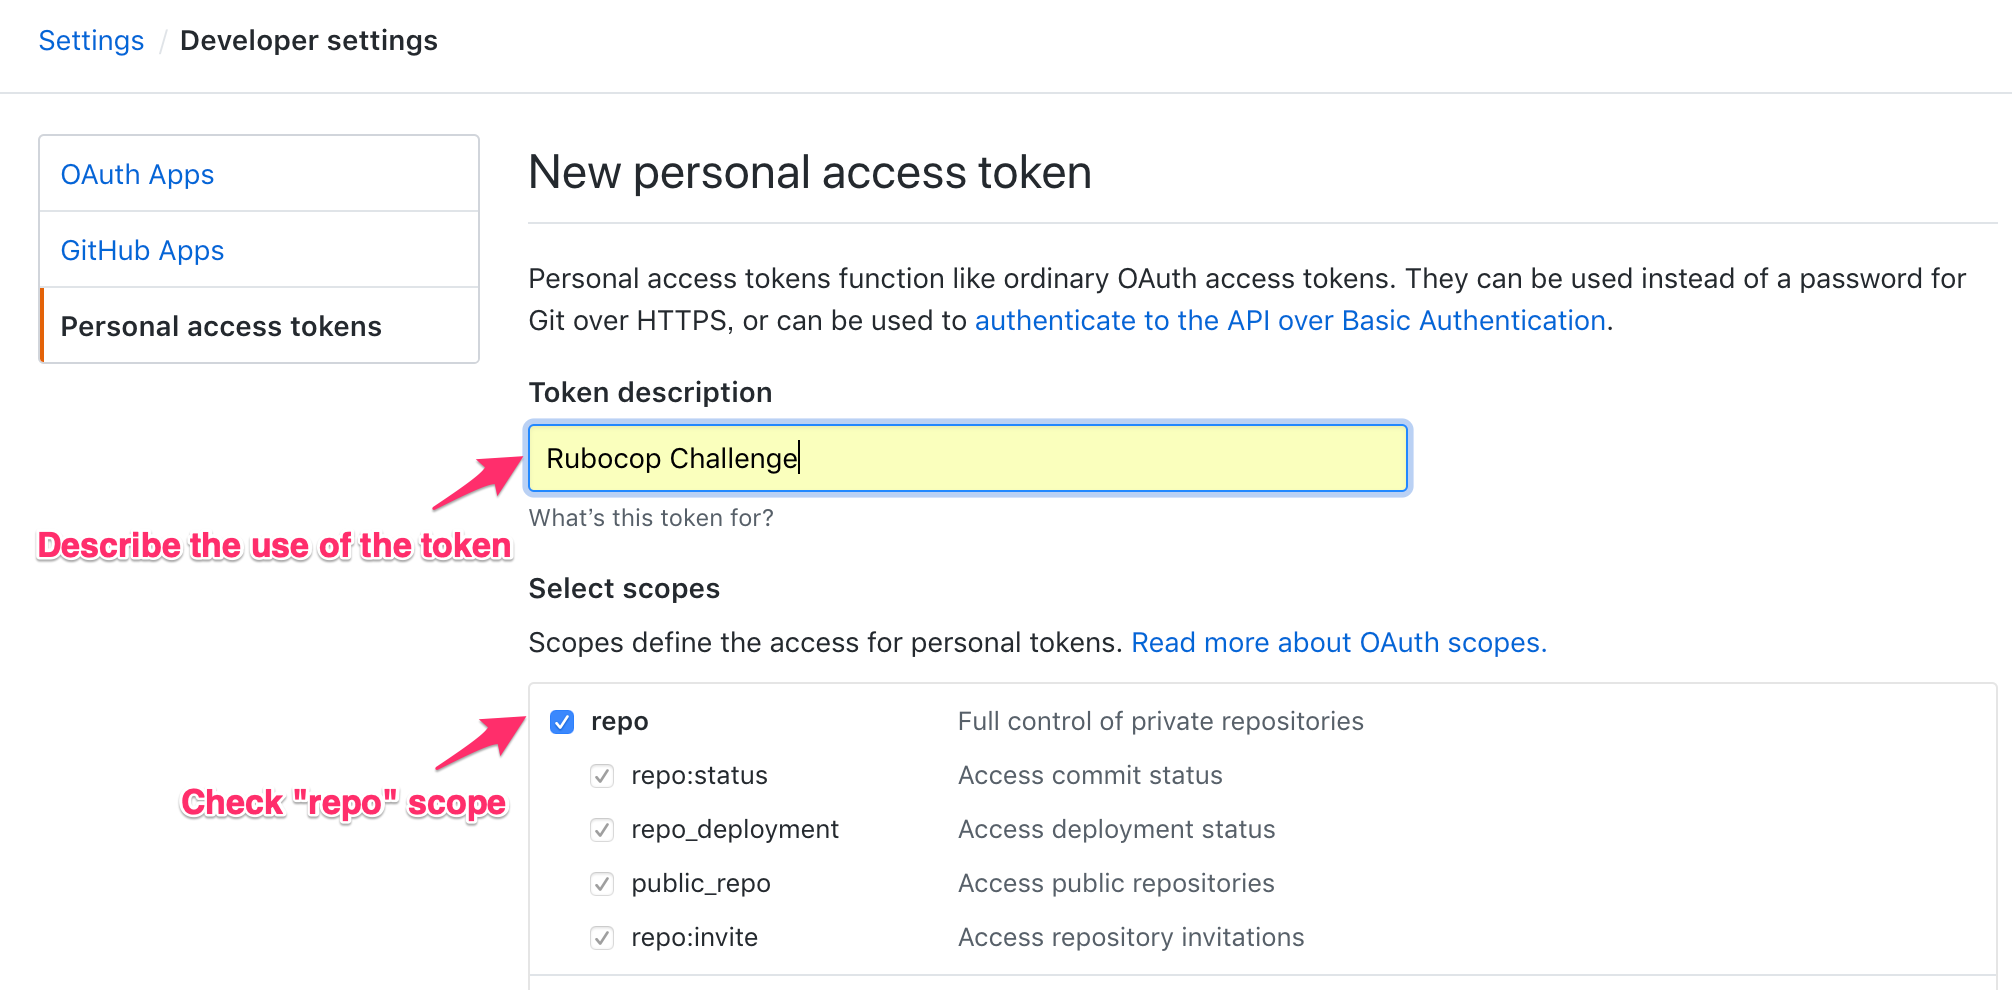 Settings / Developer settings
OAuth Apps
GitHub Apps
Personal access tokens
New personal access token
Personal access tokens function like ordinary OAuth access tokens. They can be used instead of a password for
Git over HTTPS, or can be used to authenticate to the API over Basic Authentication.
Token description
Rubocop Challenge
What’s this token for?
Describe the use of the token
Select scopes
Scopes define the access for personal tokens. Read more about OAuth scopes.
repo Full control of private repositories
repo:status Access commit status
Check "repo" scope
repo_deployment Access deployment status
public_repo Access public repositories
repo:invite Access repository invitations